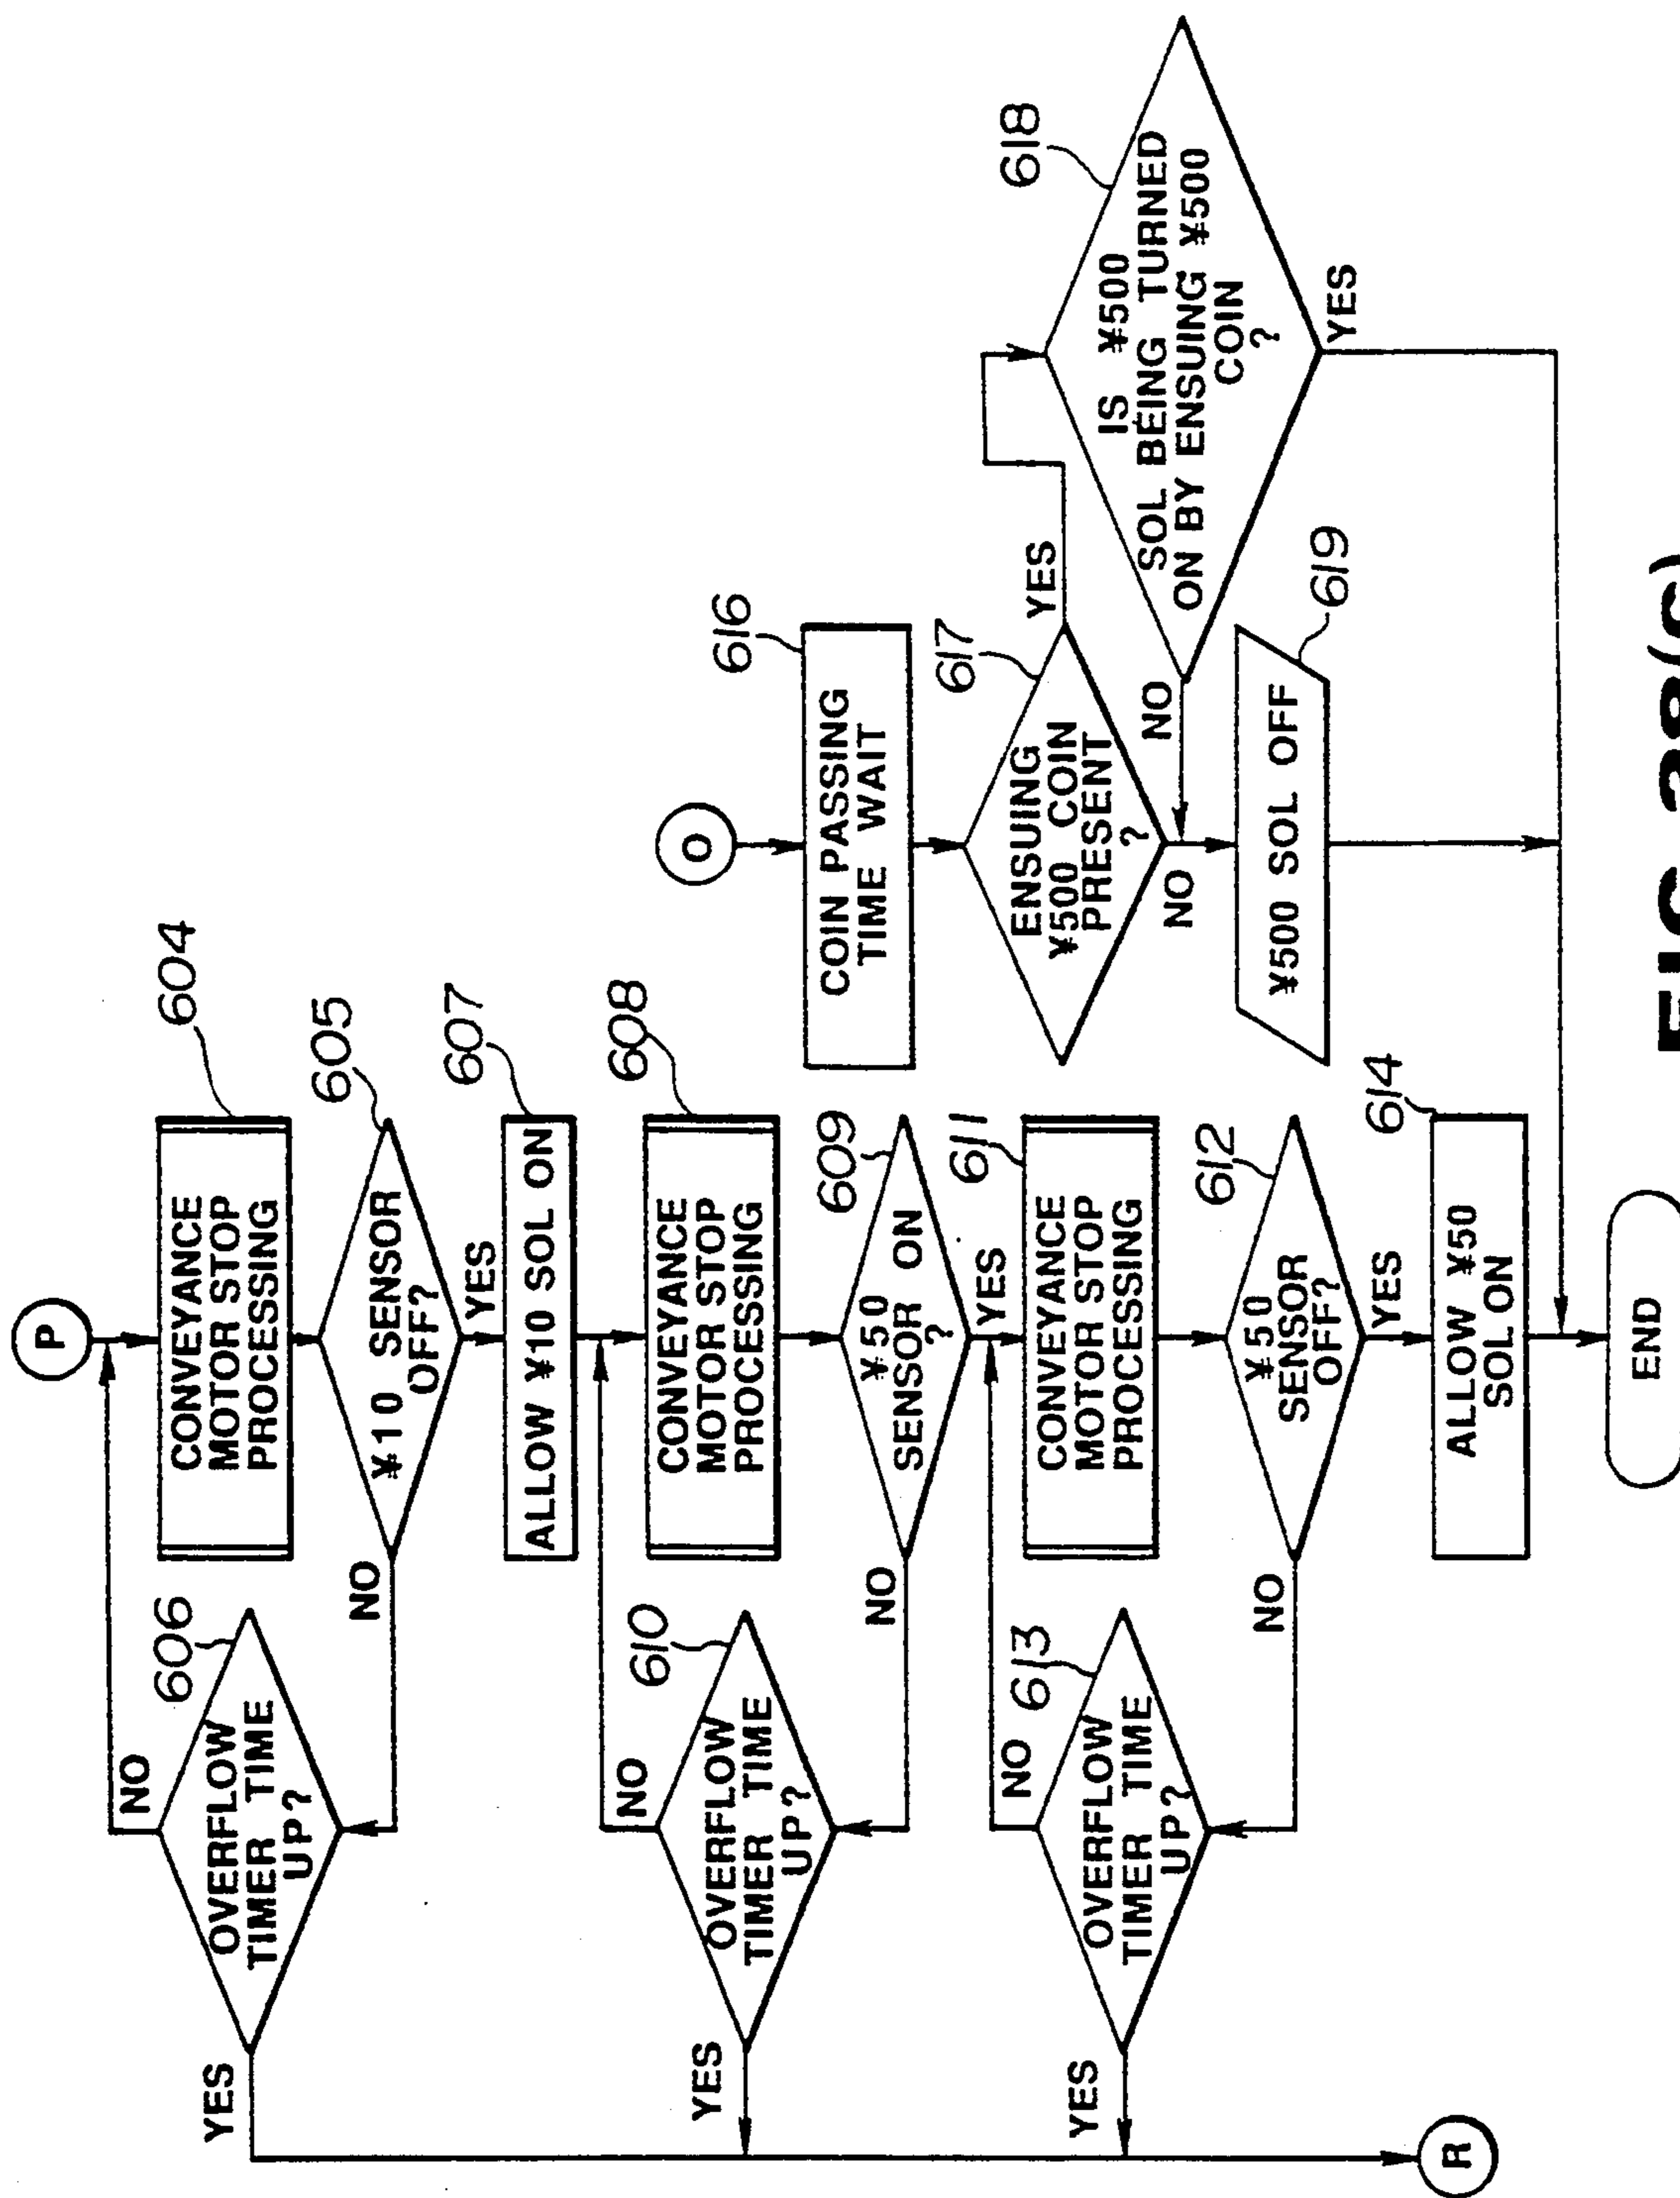 P
604
CONVEYANCE
MOTOR STOP
PROCESSING
605
¥10 SENSOR
OFF?
YES
NO
606
OVERFLOW
TIMER TIME
UP?
NO
YES
607
ALLOW ¥10 SOL ON
608
CONVEYANCE
MOTOR STOP
PROCESSING
609
¥50
SENSOR ON
?
YES
NO
610
OVERFLOW
TIMER TIME
UP?
NO
YES
611
CONVEYANCE
MOTOR STOP
PROCESSING
612
¥50
SENSOR
OFF?
YES
NO
613
OVERFLOW
TIMER TIME
UP?
NO
YES
R
614
ALLOW ¥50
SOL ON
END
O
616
COIN PASSING
TIME WAIT
617
ENSUING
¥500 COIN
PRESENT
?
YES
NO
618
IS ¥500
SOL BEING TURNED
ON BY ENSUING ¥500
COIN
?
NO
YES
619
¥500 SOL OFF